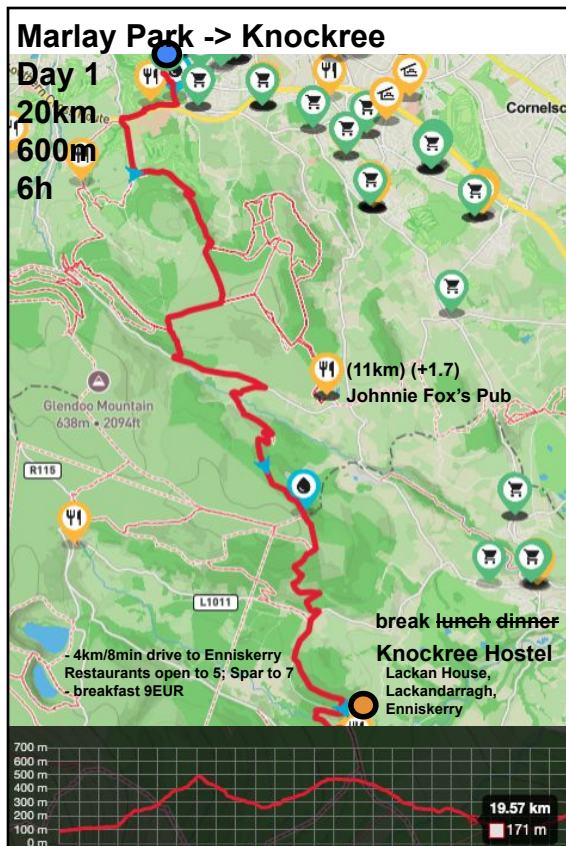 Marlay Park -> Knockree
Day 1
20km
600m
6h
Cornelsc
(11km) (+1.7)
Johnnie Fox's Pub
Glendoo Mountain
638m • 2094ft
R115
L1011
break lunch dinner
Knockree Hostel
Lackan House,
Lackandarragh,
Enniskerry
- 4km/8min drive to Enniskerry
Restaurants open to 5; Spar to 7
- breakfast 9EUR
700 m
600 m
500 m
400 m
300 m
200 m
100 m
0 m
19.57 km
171 m